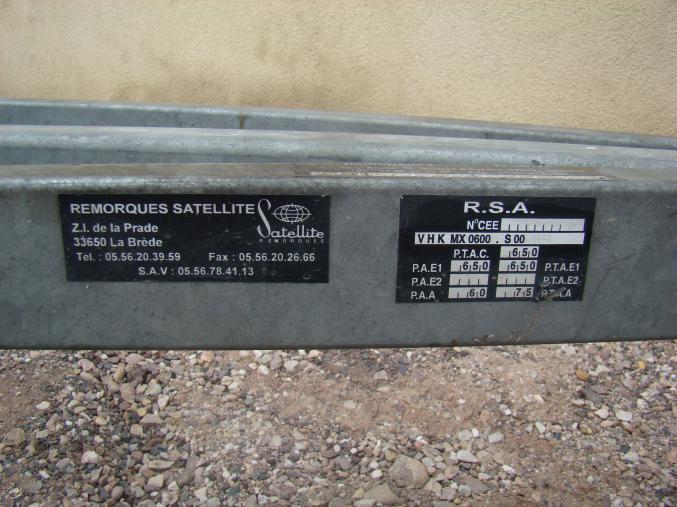 REMORQUES SATELLITE
Satellite
REMORQUES
Z.I. de la Prade
33650 La Brède
Tel. : 05.56.20.39.59 Fax : 05.56.20.26.66
S.A.V : 05.56.78.41.13
R.S.A.
N°CEE
VHK MX0600 . S00
P.T.A.C. 650
P.A.E1 650 650 P.T.A.E1
P.A.E2 P.T.A.E2
P.A.A 60 75 P.T.A.A